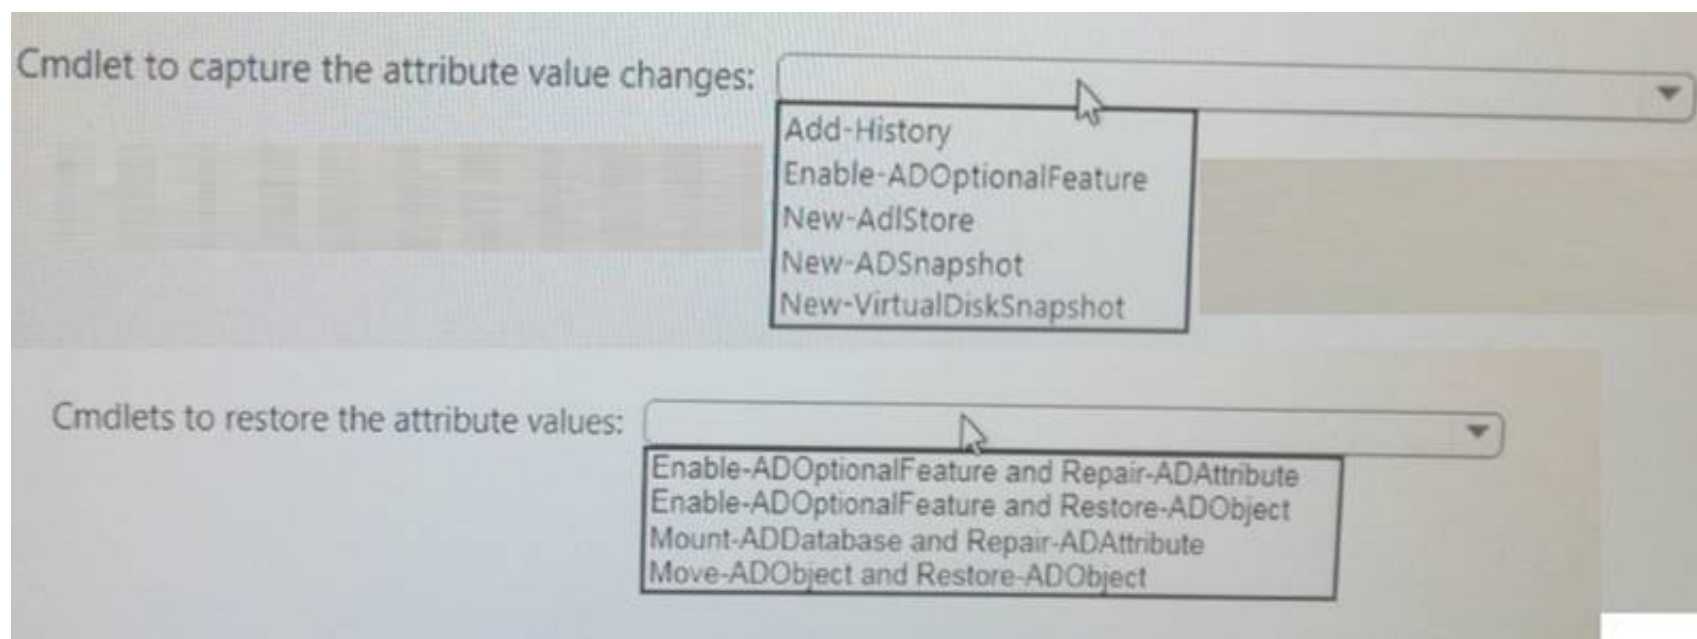 Cmdlet to capture the attribute value changes:
Add-History
Enable-ADOptionalFeature
New-AdlStore
New-ADSnapshot
New-VirtualDiskSnapshot
Cmdlets to restore the attribute values:
Enable-ADOptionalFeature and Repair-ADAttribute
Enable-ADOptionalFeature and Restore-ADObject
Mount-ADDatabase and Repair-ADAttribute
Move-ADObject and Restore-ADObject